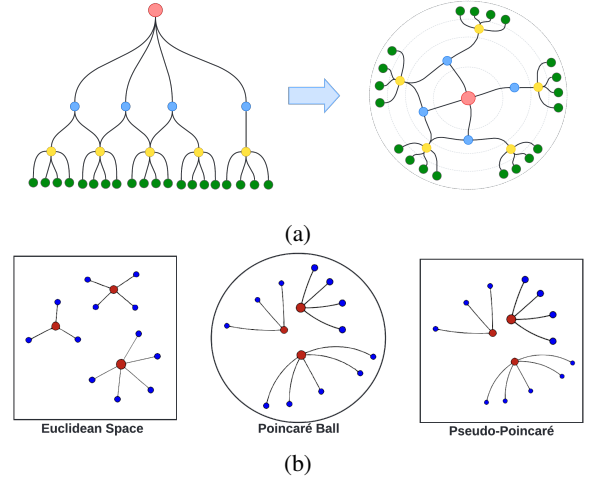 (a)
Euclidean Space
Poincaré Ball
Pseudo-Poincaré
(b)